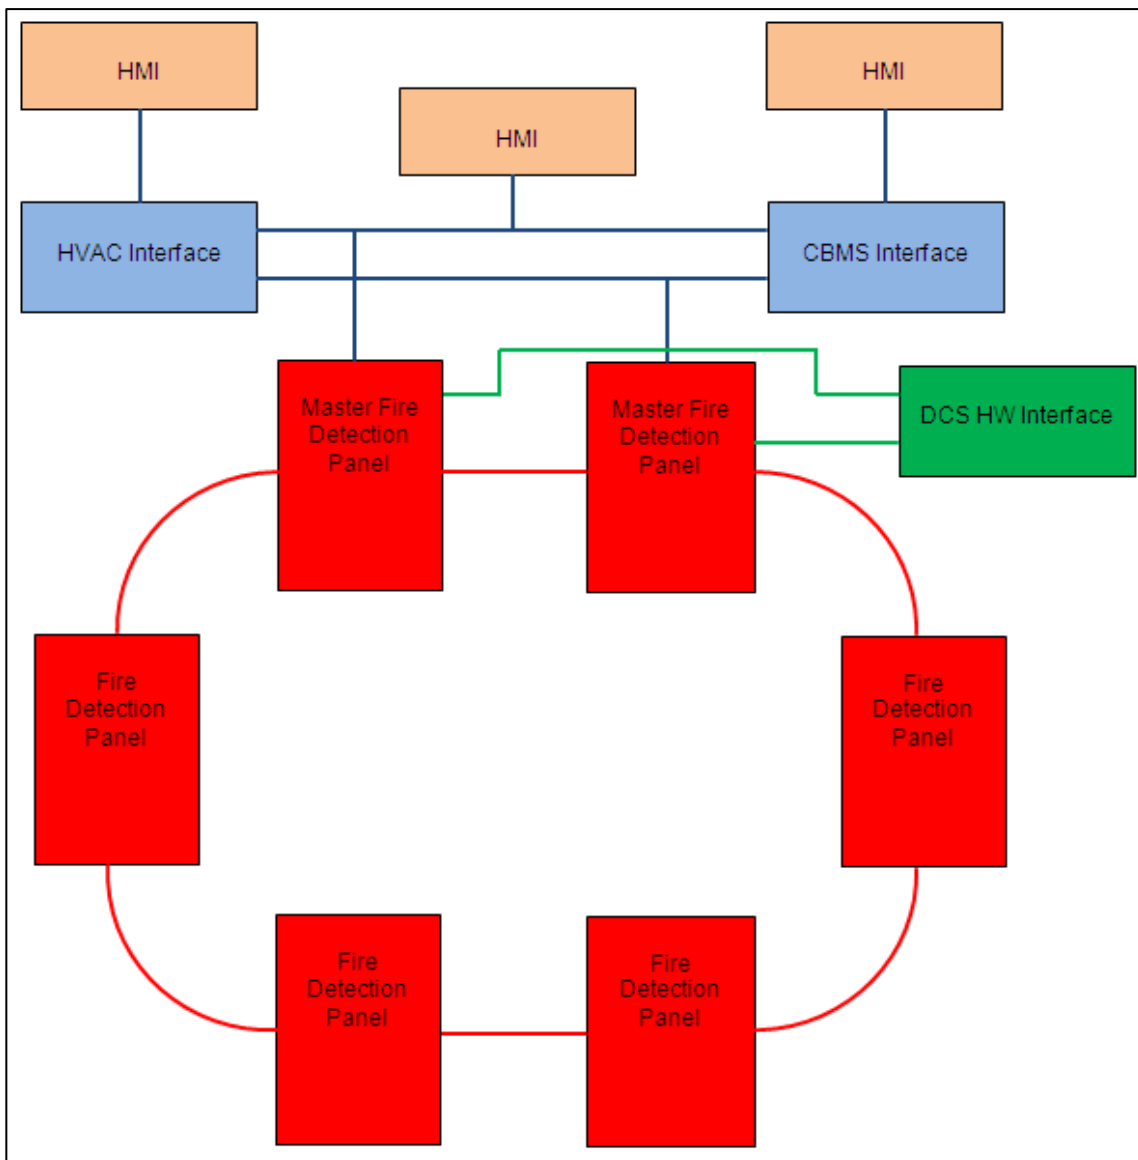 HMI
HMI
HMI
HVAC Interface
CBMS Interface
Master Fire
Detection
Panel
Master Fire
Detection
Panel
DCS HW Interface
Fire
Detection
Panel
Fire
Detection
Panel
Fire
Detection
Panel
Fire
Detection
Panel